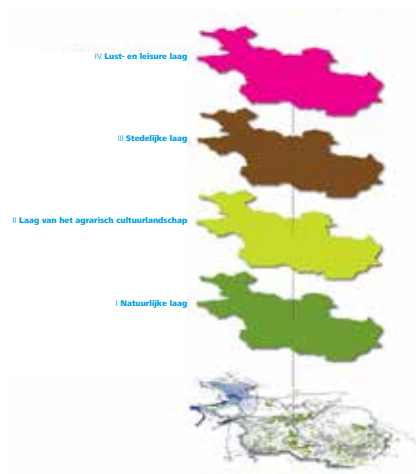 IV Lust- en leisure laag
III Stedelijke laag
II Laag van het agrarisch cultuurlandschap
I Natuurlijke laag